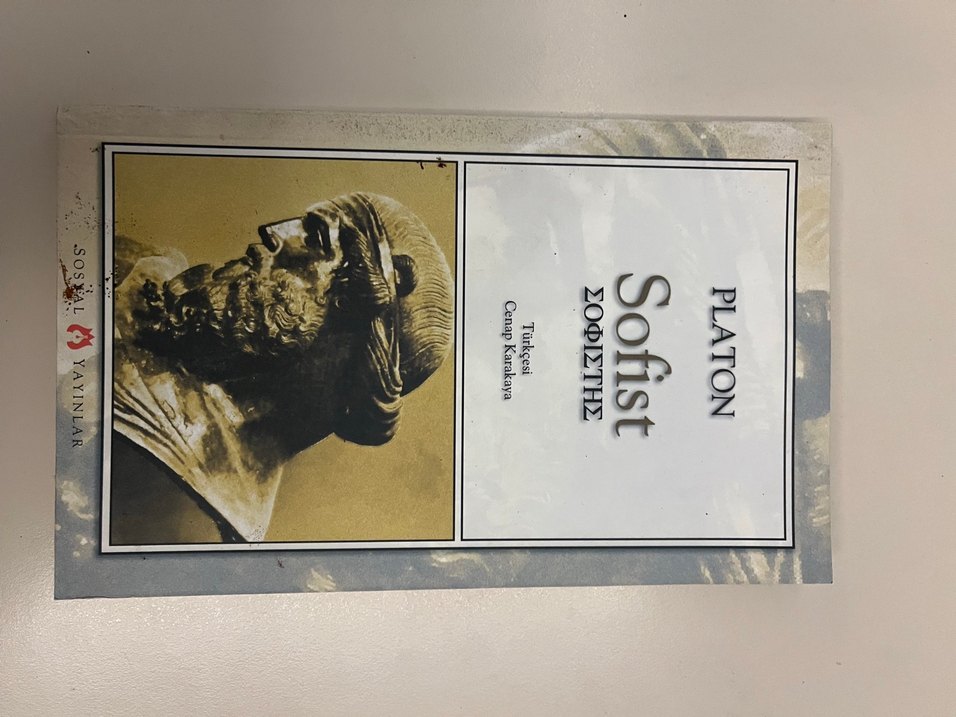 PLATON
Sofist
ΣΟΦΙΣΤΗΣ
Türkçesi
Cenap Karakaya
SOSYAL YAYINLAR